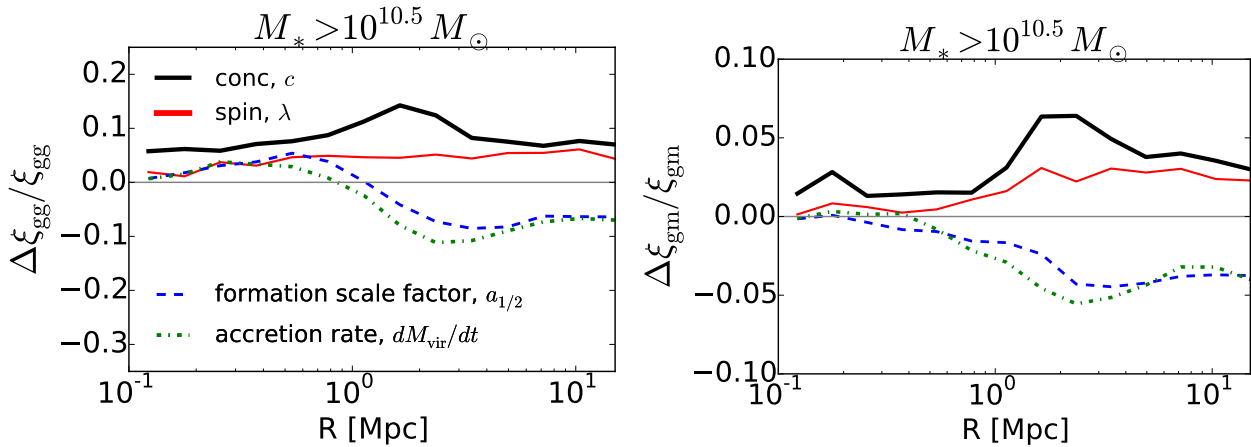 M* >10^10.5 M⊙
0.2
0.1
0.0
−0.1
−0.2
−0.3
Δξgg/ξgg
conc, c
spin, λ
formation scale factor, a1/2
accretion rate, dMvir/dt
10^-1 10^0 10^1
R [Mpc]
M* >10^10.5 M⊙
0.10
0.05
0.00
−0.05
−0.10
Δξgm/ξgm
10^-1 10^0 10^1
R [Mpc]